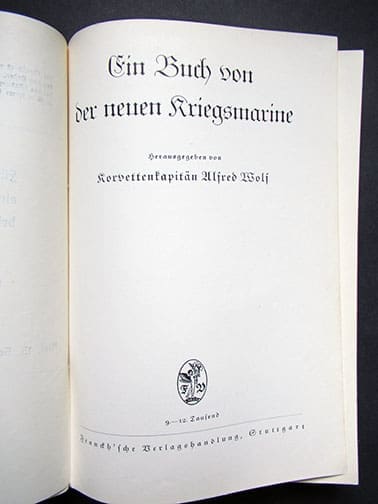 Ein Buch von
der neuen Kriegsmarine
Herausgegeben von
Korvettenkapitän Alfred Wolf
F V
9–12. Tausend
Franckh'sche Verlagshandlung, Stuttgart